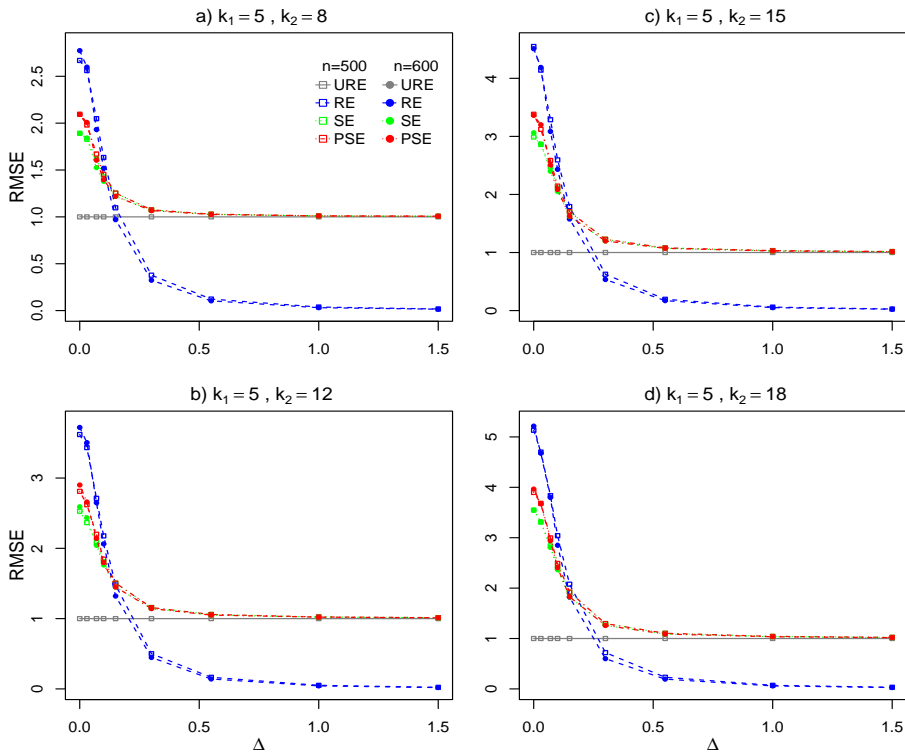 a) k₁ = 5 , k₂ = 8
RMSE
0.0 0.5 1.0 1.5 2.0 2.5
n=500 n=600
URE URE
RE RE
SE SE
PSE PSE
0.0 0.5 1.0 1.5
c) k₁ = 5 , k₂ = 15
0 1 2 3 4
0.0 0.5 1.0 1.5
b) k₁ = 5 , k₂ = 12
RMSE
0 1 2 3
0.0 0.5 1.0 1.5
Δ
d) k₁ = 5 , k₂ = 18
0 1 2 3 4 5
0.0 0.5 1.0 1.5
Δ